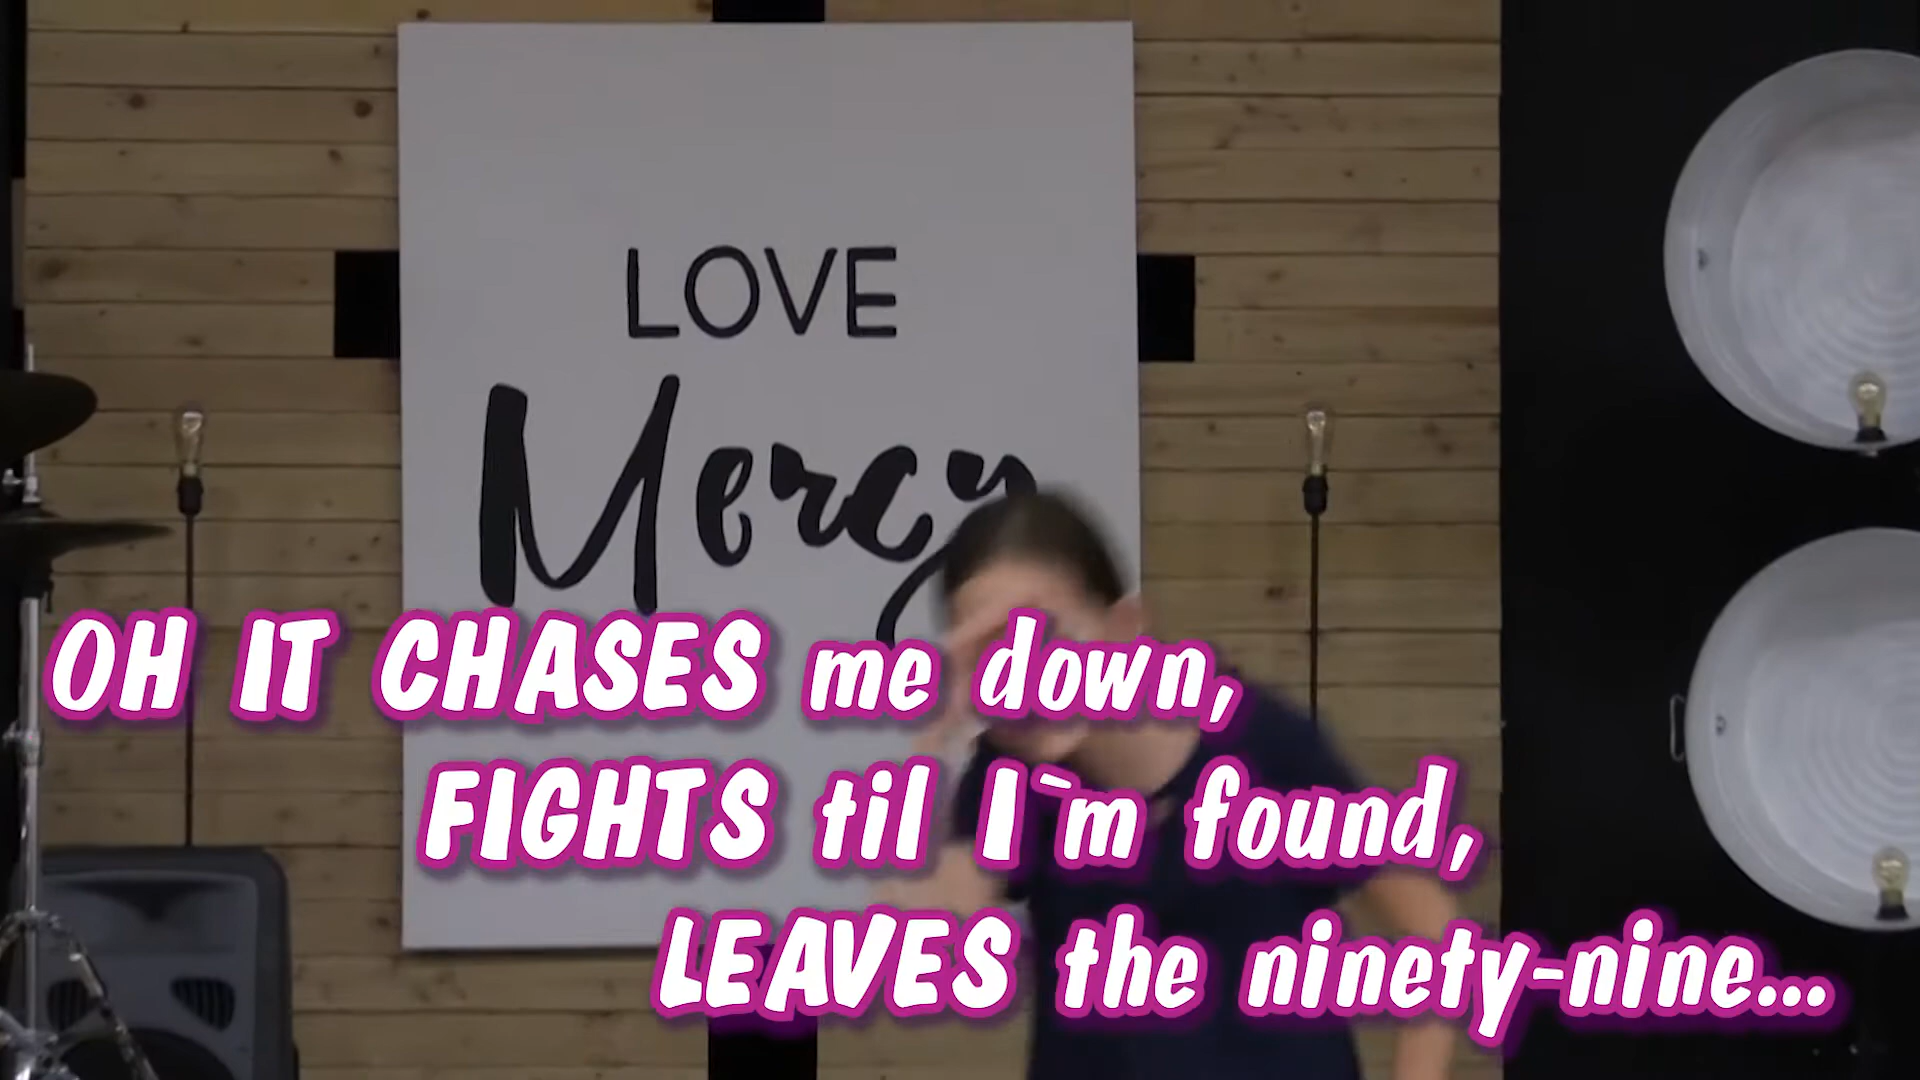 LOVE
Mercy
OH IT CHASES me down,
FIGHTS til I`m found,
LEAVES the ninety-nine...